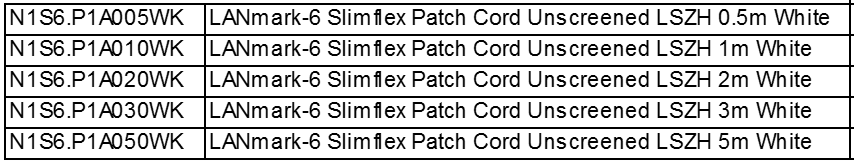 N1S6.P1A005WK LANmark-6 Slimflex Patch Cord Unscreened LSZH 0.5m White
N1S6.P1A010WK LANmark-6 Slimflex Patch Cord Unscreened LSZH 1m White
N1S6.P1A020WK LANmark-6 Slimflex Patch Cord Unscreened LSZH 2m White
N1S6.P1A030WK LANmark-6 Slimflex Patch Cord Unscreened LSZH 3m White
N1S6.P1A050WK LANmark-6 Slimflex Patch Cord Unscreened LSZH 5m White